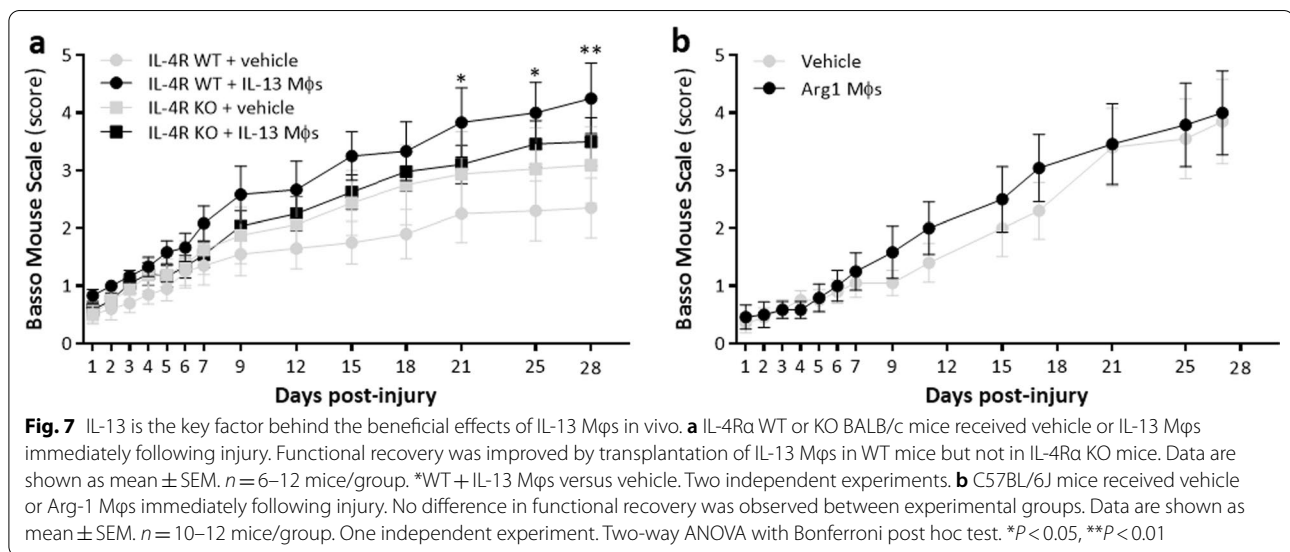 a
Basso Mouse Scale (score)
5
4
3
2
1
0
IL-4R WT + vehicle
IL-4R WT + IL-13 Mϕs
IL-4R KO + vehicle
IL-4R KO + IL-13 Mϕs
* * **
1 2 3 4 5 6 7 9 12 15 18 21 25 28
Days post-injury
b
Basso Mouse Scale (score)
5
4
3
2
1
0
Vehicle
Arg1 Mϕs
1 2 3 4 5 6 7 9 12 15 18 21 25 28
Days post-injury
Fig. 7 IL-13 is the key factor behind the beneficial effects of IL-13 Mφs in vivo. a IL-4Rα WT or KO BALB/c mice received vehicle or IL-13 Mφs
immediately following injury. Functional recovery was improved by transplantation of IL-13 Mφs in WT mice but not in IL-4Rα KO mice. Data are
shown as mean ± SEM. n = 6–12 mice/group. *WT + IL-13 Mφs versus vehicle. Two independent experiments. b C57BL/6J mice received vehicle
or Arg-1 Mφs immediately following injury. No difference in functional recovery was observed between experimental groups. Data are shown as
mean ± SEM. n = 10–12 mice/group. One independent experiment. Two-way ANOVA with Bonferroni post hoc test. *P < 0.05, **P < 0.01